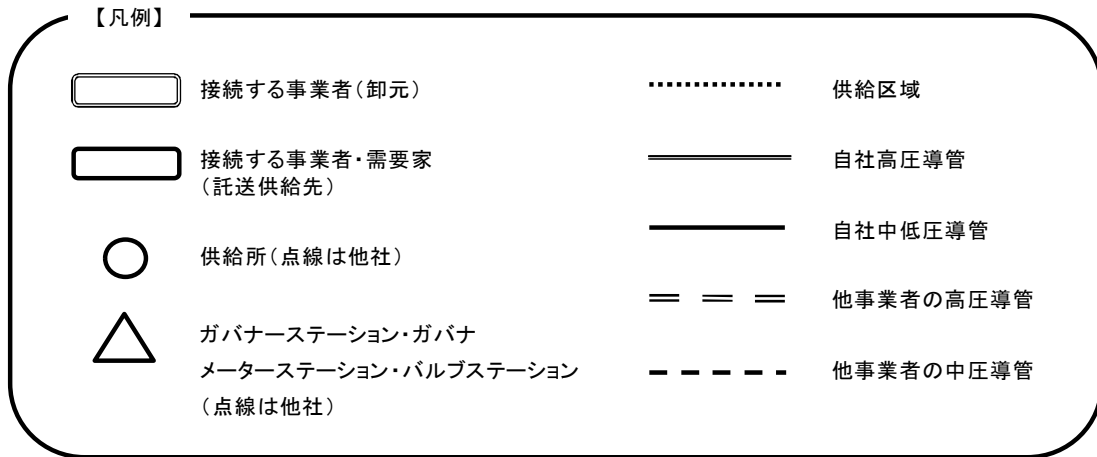 【凡例】
接続する事業者(卸元)
接続する事業者・需要家
(託送供給先)
供給所(点線は他社)
ガバナーステーション・ガバナ
メーターステーション・バルブステーション
(点線は他社)
供給区域
自社高圧導管
自社中低圧導管
他事業者の高圧導管
他事業者の中圧導管